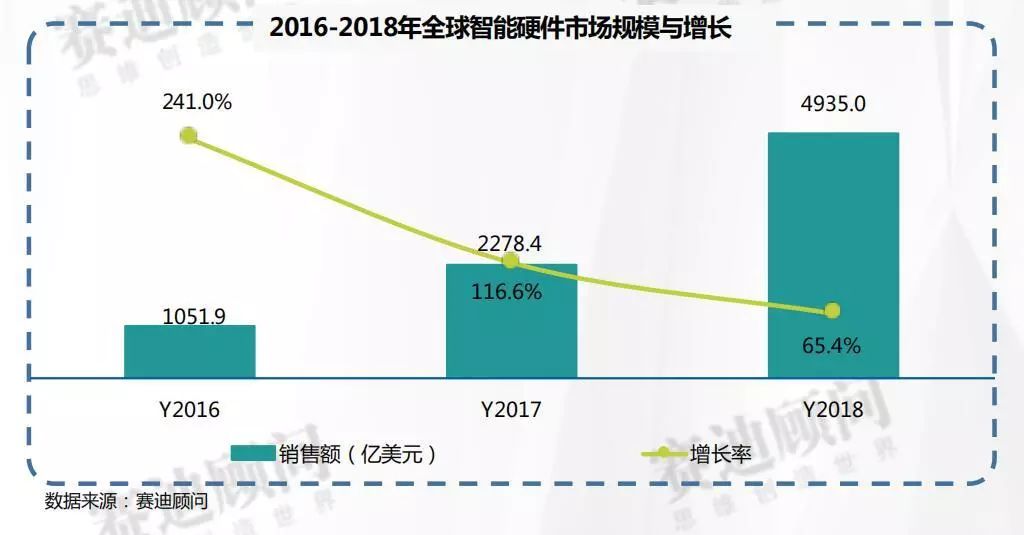 2016-2018年全球智能硬件市场规模与增长
241.0%
4935.0
2278.4
116.6%
1051.9
65.4%
Y2016
Y2017
Y2018
销售额（亿美元）
增长率
数据来源：赛迪顾问
赛迪顾问
思维创造世界
赛迪顾问
思维创造世界